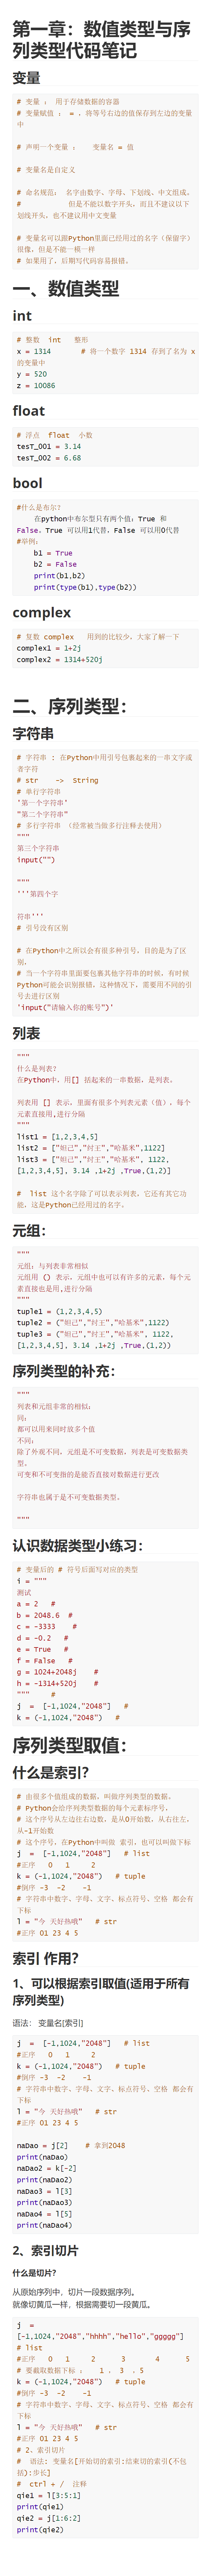 第一章：数值类型与序
列类型代码笔记
变量
# 变量 ： 用于存储数据的容器
# 变量赋值 ： = ，将等号右边的值保存到左边的变量
中
# 声明一个变量 ：   变量名 = 值
# 变量名是自定义
# 命名规范： 名字由数字、字母、下划线、中文组成。
#           但是不能以数字开头，而且不建议以下
划线开头、也不建议用中文变量
# 变量名可以跟Python里面已经用过的名字（保留字）
很像，但是不能一模一样
# 如果用了，后期写代码容易报错。
一、数值类型
int
# 整数  int   整形
x = 1314       # 将一个数字 1314 存到了名为 x
的变量中
y = 520
z = 10086
float
# 浮点  float  小数
tesT_001 = 3.14
tesT_002 = 6.68
bool
#什么是布尔?
    在python中布尔型只有两个值：True 和
False。True 可以用1代替，False 可以用0代替
#举例：
    b1 = True
    b2 = False
    print(b1,b2)
    print(type(b1),type(b2))
complex
# 复数 complex   用到的比较少，大家了解一下
complex1 = 1+2j
complex2 = 1314+520j
二、序列类型：
字符串
# 字符串 : 在Python中用引号包裹起来的一串文字或
者字符
# str    ->  String
# 单行字符串
'第一个字符串'
"第二个字符串"
# 多行字符串 （经常被当做多行注释去使用）
"""
第三个字符串
input("")
"""
'''第四个字
符串'''
# 引号没有区别
# 在Python中之所以会有很多种引号，目的是为了区
别，
# 当一个字符串里面要包裹其他字符串的时候，有时候
Python可能会识别报错，这种情况下，需要用不同的引
号去进行区别
'input("请输入你的账号")'
列表
"""
什么是列表?
在Python中，用[] 括起来的一串数据，是列表。
列表用 [] 表示，里面有很多个列表元素（值），每个
元素直接用,进行分隔
"""
list1 = [1,2,3,4,5]
list2 = ["妲己","纣王","哈基米",1122]
list3 = ["妲己","纣王","哈基米", 1122,
[1,2,3,4,5], 3.14 ,1+2j ,True,(1,2)]
#  list 这个名字除了可以表示列表，它还有其它功
能，这是Python已经用过的名字。
元组：
"""
元组：与列表非常相似
元组用 () 表示，元组中也可以有许多的元素，每个元
素直接也是用,进行分隔
"""
tuple1 = (1,2,3,4,5)
tuple2 = ("妲己","纣王","哈基米",1122)
tuple3 = ("妲己","纣王","哈基米", 1122,
[1,2,3,4,5], 3.14 ,1+2j ,True,(1,2))
序列类型的补充：
"""
列表和元组非常的相似：
同：
都可以用来同时放多个值
不同：
除了外观不同，元组是不可变数据，列表是可变数据类
型。
可变和不可变指的是能否直接对数据进行更改
字符串也属于是不可变数据类型。
"""
认识数据类型小练习：
# 变量后的 # 符号后面写对应的类型
i = """
测试
a = 2   #
b = 2048.6  #
c = -3333    #
d = -0.2   #
e = True   #
f = False   #
g = 1024+2048j    #
h = -1314+520j    #
"""     #
j  =  [-1,1024,"2048"]   #
k = (-1,1024,"2048")   #
序列类型取值：
什么是索引?
# 由很多个值组成的数据，叫做序列类型的数据。
# Python会给序列类型数据的每个元素标序号，
# 这个序号从左边往右边数，是从0开始数，从右往左，
从-1开始数
# 这个序号，在Python中叫做 索引，也可以叫做下标
j  =  [-1,1024,"2048"]   # list
#正序   0   1     2
k = (-1,1024,"2048")   # tuple
#倒序 -3  -2    -1
# 字符串中数字、字母、文字、标点符号、空格 都会有
下标
l = "今 天好热哦"   # str
#正序 01 23 4 5
索引 作用?
1、可以根据索引取值(适用于所有
序列类型)
语法： 变量名[索引]
j  =  [-1,1024,"2048"]   # list
#正序   0   1     2
k = (-1,1024,"2048")   # tuple
#倒序 -3  -2    -1
# 字符串中数字、字母、文字、标点符号、空格 都会有
下标
l = "今 天好热哦"   # str
#正序 01 23 4 5
naDao = j[2]    # 拿到2048
print(naDao)
naDao2 = k[-2]
print(naDao2)
naDao3 = l[3]
print(naDao3)
naDao4 = l[5]
print(naDao4)
2、索引切片
什么是切片?
从原始序列中，切片一段数据序列。
就像切黄瓜一样，根据需要切一段黄瓜。
j  =
[-1,1024,"2048","hhhh","hello","ggggg"]
# list
#正序   0   1     2      3       4      5
# 要截取数据下标 ：   1 ， 3  ，5
k = (-1,1024,"2048")   # tuple
#倒序 -3  -2    -1
# 字符串中数字、字母、文字、标点符号、空格 都会有
下标
l = "今 天好热哦"   # str
#正序 01 23 4 5
# 2、索引切片
#  语法: 变量名[开始切的索引:结束切的索引(不包
括):步长]
#  ctrl + /  注释
qie1 = l[3:5:1]
print(qie1)
qie2 = j[1:6:2]
print(qie2)